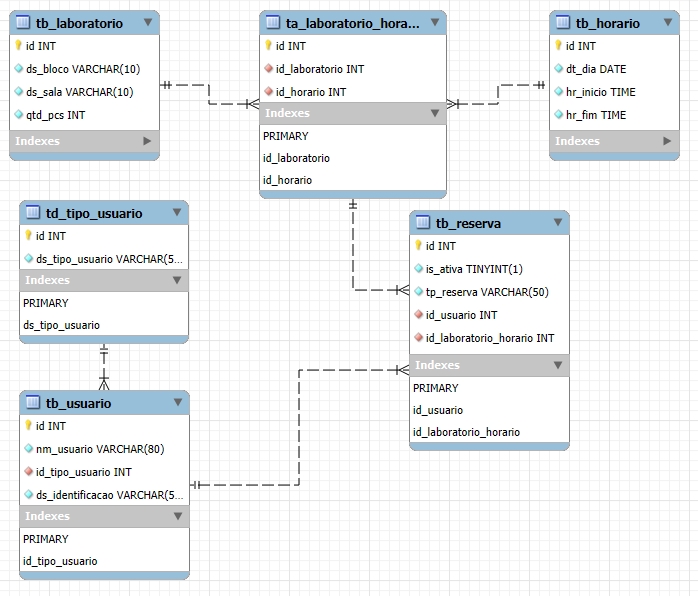 tb_laboratorio
id INT
ds_bloco VARCHAR(10)
ds_sala VARCHAR(10)
qtd_pcs INT
Indexes
ta_laboratorio_hora...
id INT
id_laboratorio INT
id_horario INT
Indexes
PRIMARY
id_laboratorio
id_horario
tb_horario
id INT
dt_dia DATE
hr_inicio TIME
hr_fim TIME
Indexes
td_tipo_usuario
id INT
ds_tipo_usuario VARCHAR(5...
Indexes
PRIMARY
ds_tipo_usuario
tb_reserva
id INT
is_ativa TINYINT(1)
tp_reserva VARCHAR(50)
id_usuario INT
id_laboratorio_horario INT
Indexes
PRIMARY
id_usuario
id_laboratorio_horario
tb_usuario
id INT
nm_usuario VARCHAR(80)
id_tipo_usuario INT
ds_identificacao VARCHAR(5...
Indexes
PRIMARY
id_tipo_usuario